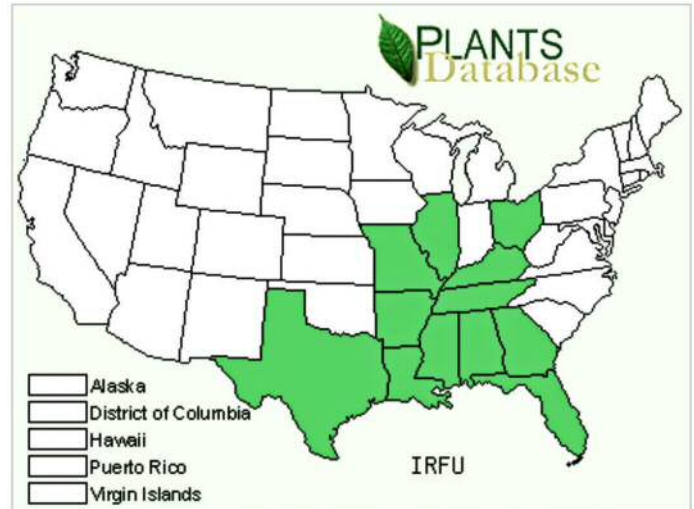 PLANTS
Database
Alaska
District of Columbia
Hawaii
Puerto Rico
Virgin Islands
IRFU